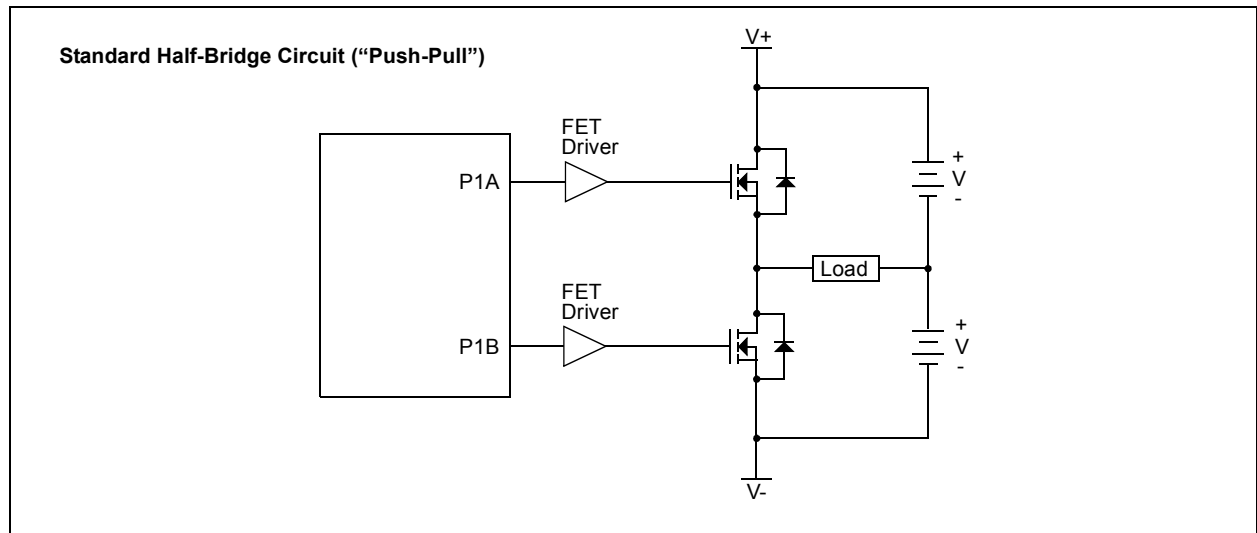 Standard Half-Bridge Circuit (“Push-Pull”)
V+
FET
Driver
P1A
+
V
-
Load
FET
Driver
P1B
+
V
-
V-